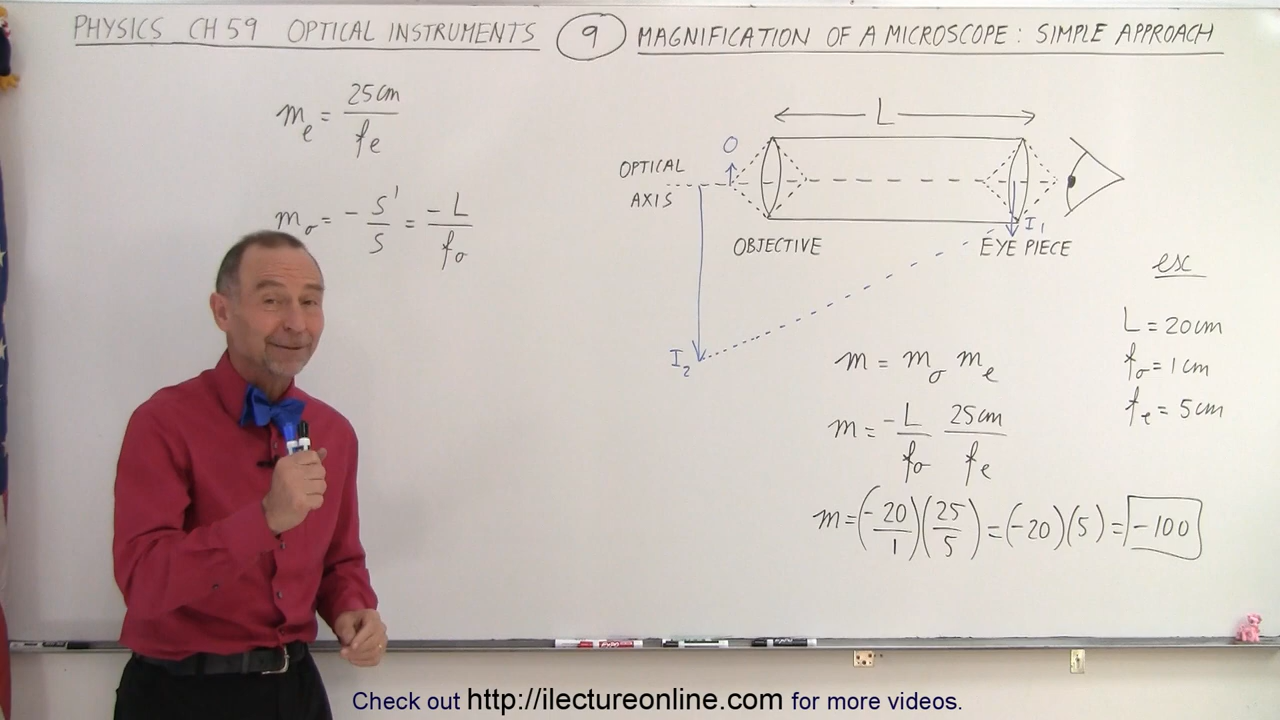 PHYSICS CH 59 OPTICAL INSTRUMENTS 9 MAGNIFICATION OF A MICROSCOPE: SIMPLE APPROACH
mₑ = 25cm / fₑ
mₒ = - s' / s = - L / fₒ
L
O
OPTICAL
AXIS
I₁
OBJECTIVE
EYE PIECE
I₂
ex
L = 20cm
fₒ = 1cm
fₑ = 5cm
m = mₒ mₑ
m = - L / fₒ 25cm / fₑ
m = (- 20 / 1)(25 / 5) = (-20)(5) = -100
EXPO
Check out http://ilectureonline.com for more videos.